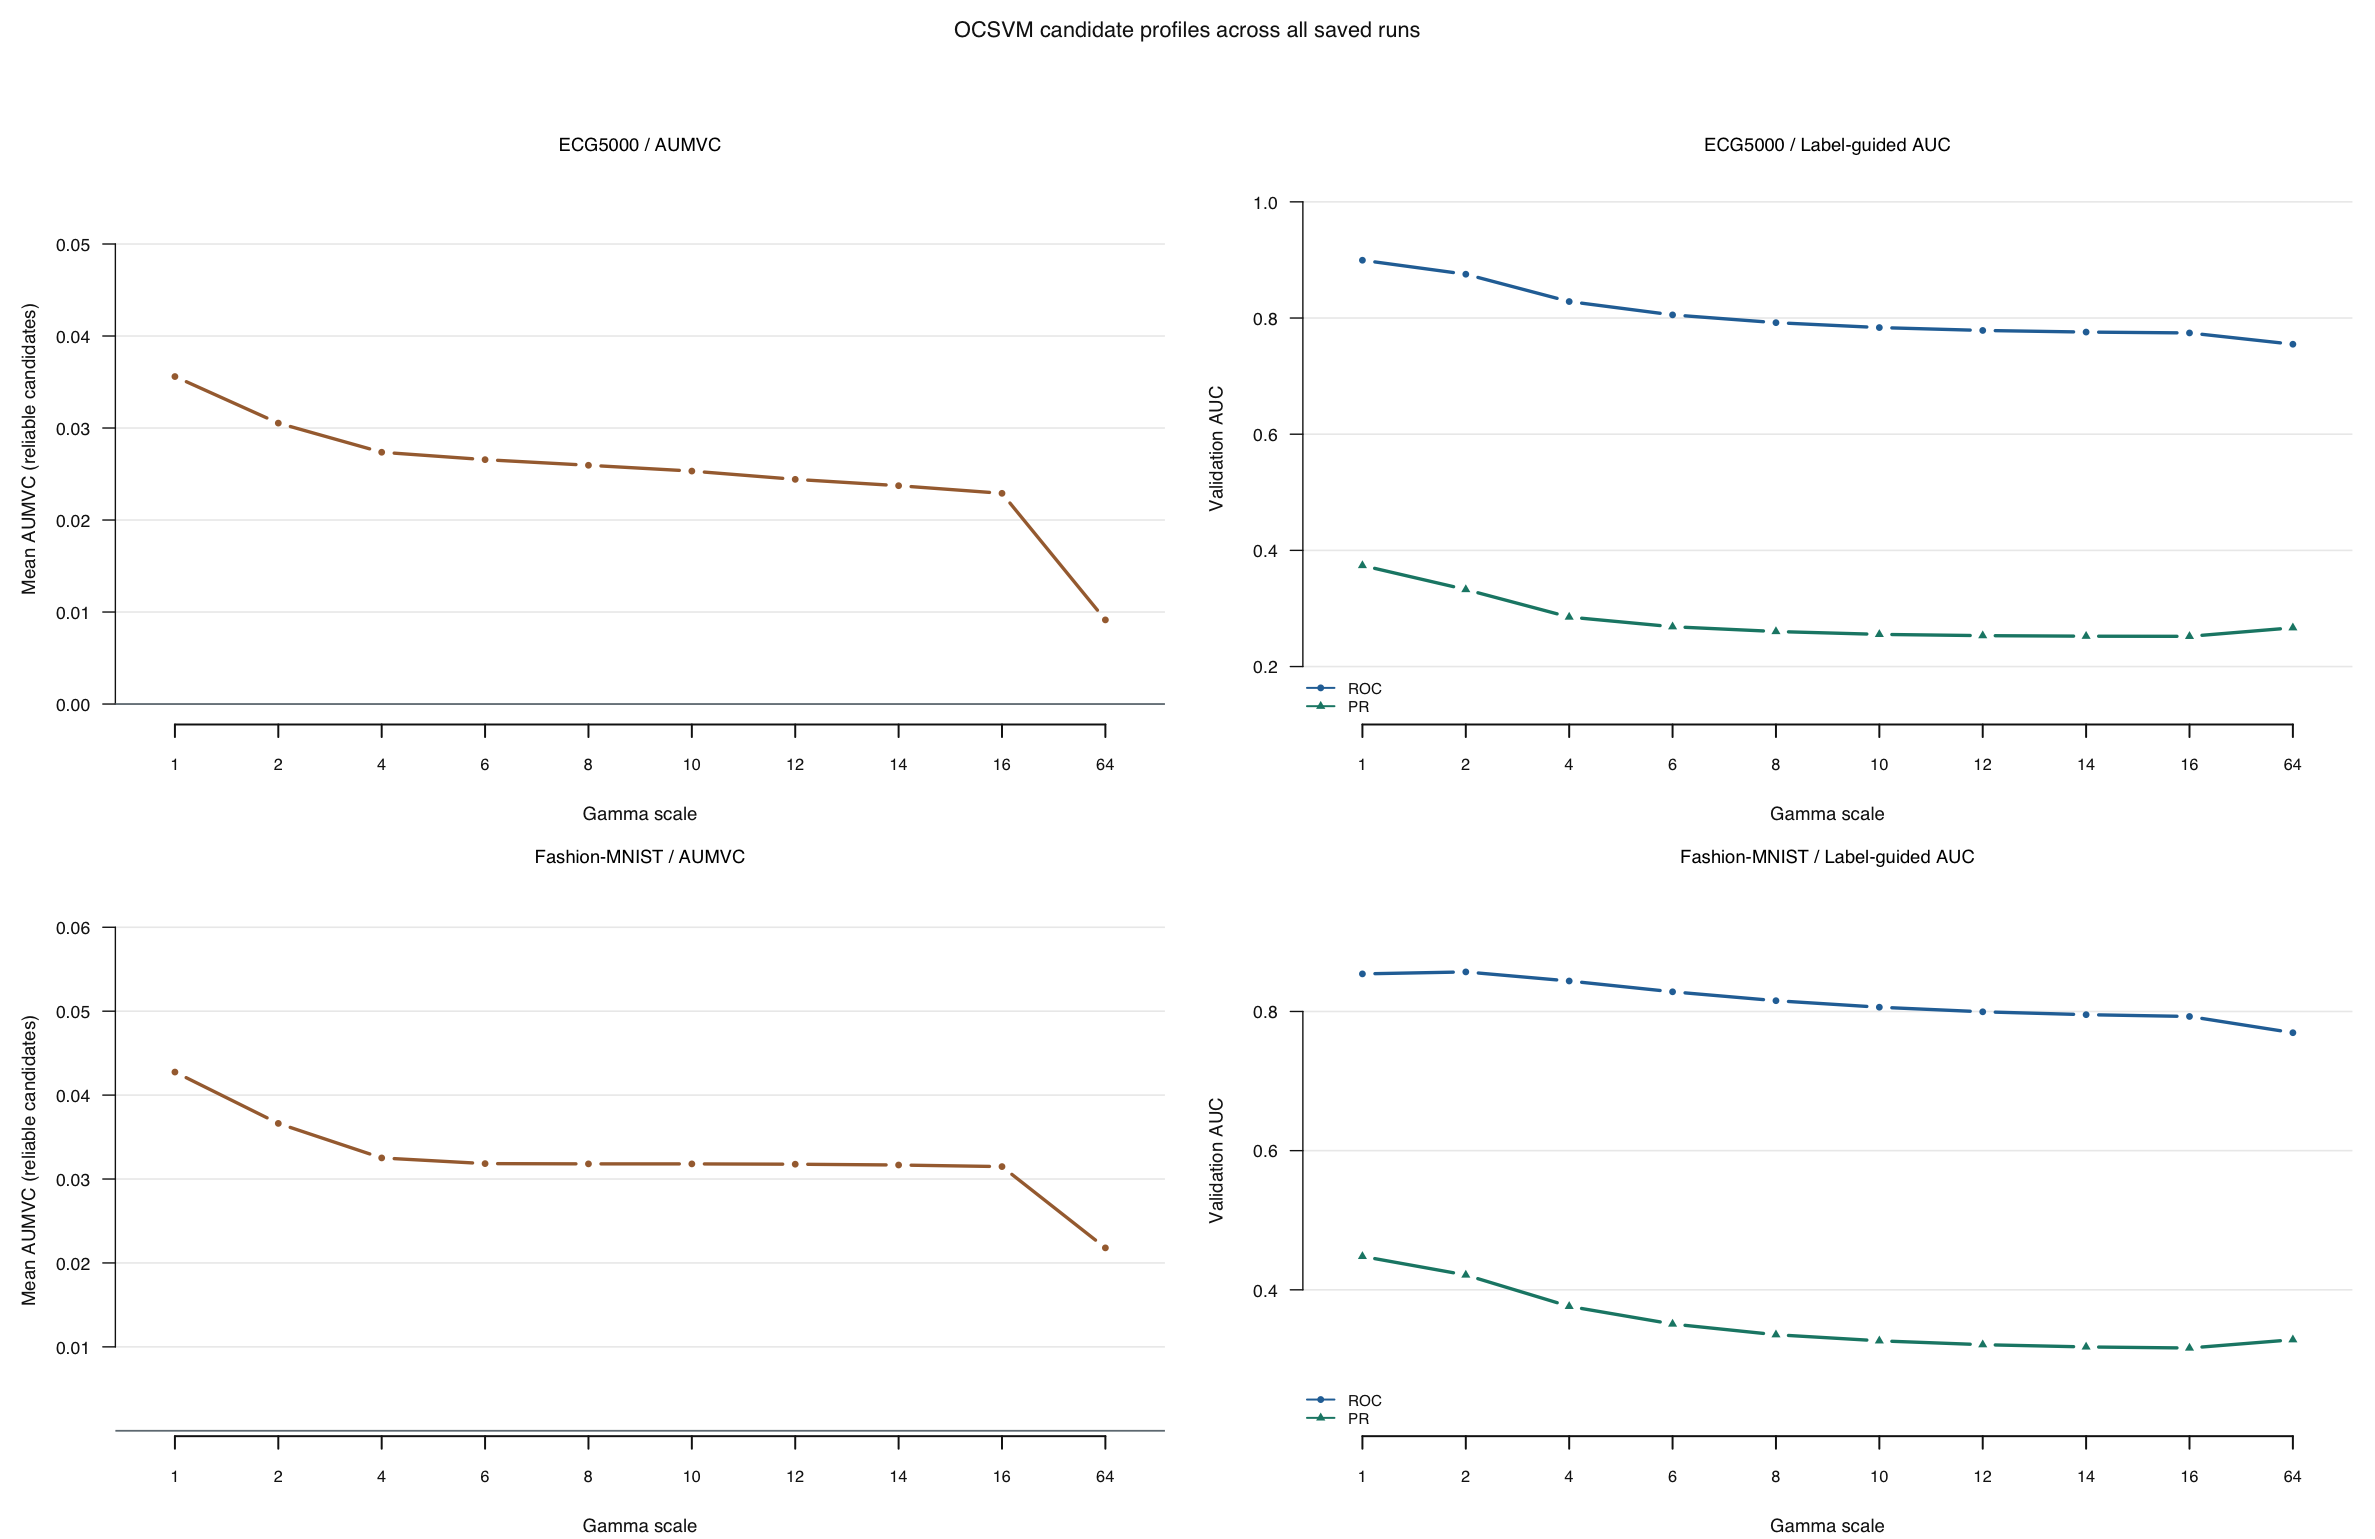 OCSVM candidate profiles across all saved runs
ECG5000 / AUMVC
Mean AUMVC (reliable candidates)
0.05
0.04
0.03
0.02
0.01
0.00
1 2 4 6 8 10 12 14 16 64
Gamma scale
ECG5000 / Label-guided AUC
Validation AUC
1.0
0.8
0.6
0.4
0.2
ROC
PR
1 2 4 6 8 10 12 14 16 64
Gamma scale
Fashion-MNIST / AUMVC
Mean AUMVC (reliable candidates)
0.06
0.05
0.04
0.03
0.02
0.01
1 2 4 6 8 10 12 14 16 64
Gamma scale
Fashion-MNIST / Label-guided AUC
Validation AUC
0.8
0.6
0.4
ROC
PR
1 2 4 6 8 10 12 14 16 64
Gamma scale